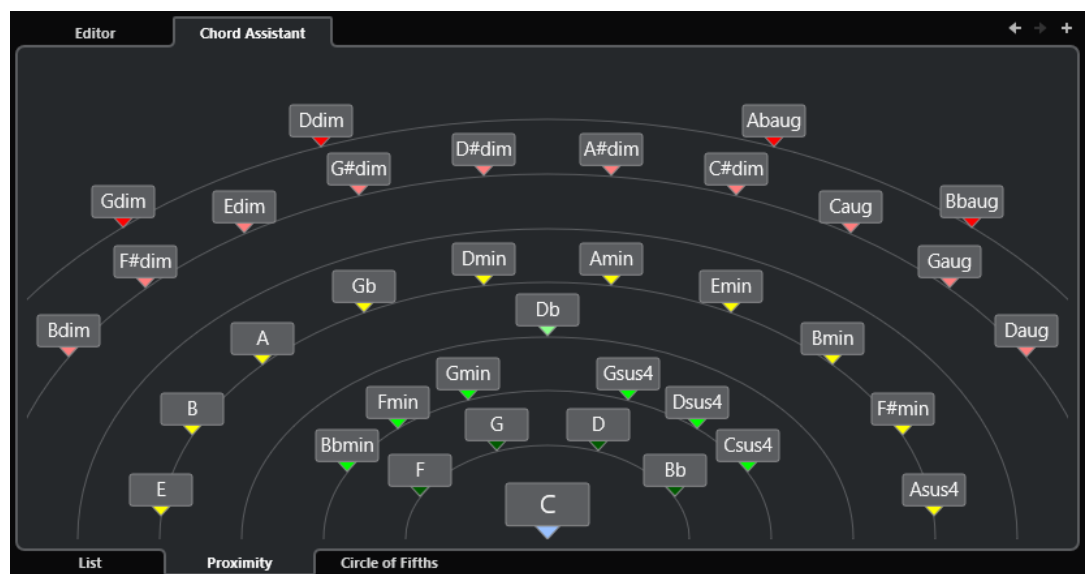 Editor
Chord Assistant
Ddim
Abaug
D#dim
A#dim
G#dim
C#dim
Gdim
Edim
Caug
Bbaug
F#dim
Dmin
Amin
Gaug
Gb
Emin
Db
Bdim
A
Bmin
Daug
Gmin
Gsus4
Fmin
Dsus4
B
F#min
G
D
Bbmin
Csus4
F
Bb
E
Asus4
C
List
Proximity
Circle of Fifths